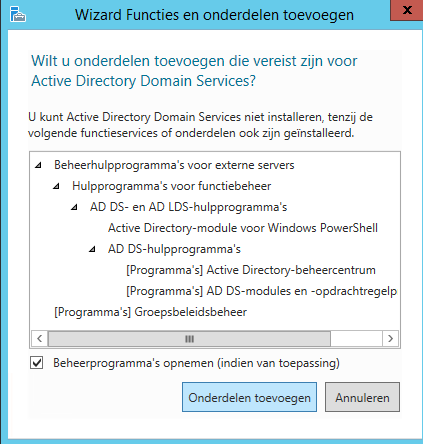 Wizard Functies en onderdelen toevoegen
x
Wilt u onderdelen toevoegen die vereist zijn voor
Active Directory Domain Services?
U kunt Active Directory Domain Services niet installeren, tenzij de
volgende functieservices of onderdelen ook zijn geïnstalleerd.
Beheerhulpprogramma's voor externe servers
Hulpprogramma's voor functiebeheer
AD DS- en AD LDS-hulpprogramma's
Active Directory-module voor Windows PowerShell
AD DS-hulpprogramma's
[Programma's] Active Directory-beheercentrum
[Programma's] AD DS-modules en -opdrachtregelp
[Programma's] Groepsbeleidsbeheer
Beheerprogramma's opnemen (indien van toepassing)
Onderdelen toevoegen
Annuleren